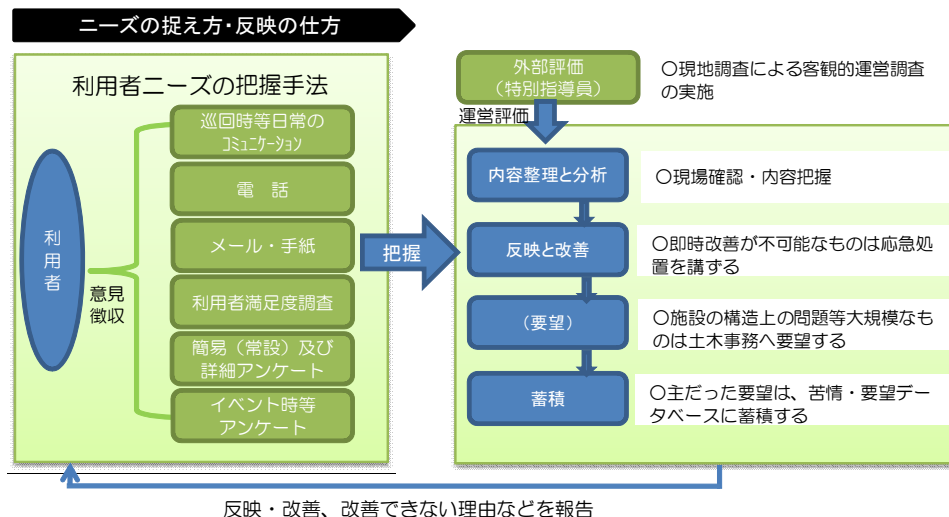 ニーズの捉え方・反映の仕方
利用者ニーズの把握手法
利用者
意見
徴収
巡回時等日常の
ｺﾐｭﾆｹｰｼｮﾝ
電　話
メール・手紙
利用者満足度調査
簡易（常設）及び
詳細アンケート
イベント時等
アンケート
把握
外部評価
（特別指導員）
〇現地調査による客観的運営調査
の実施
運営評価
内容整理と分析
〇現場確認・内容把握
反映と改善
〇即時改善が不可能なものは応急処
置を講ずる
（要望）
〇施設の構造上の問題等大規模なも
のは土木事務へ要望する
蓄積
〇主だった要望は、苦情・要望デー
タベースに蓄積する
反映・改善、改善できない理由などを報告